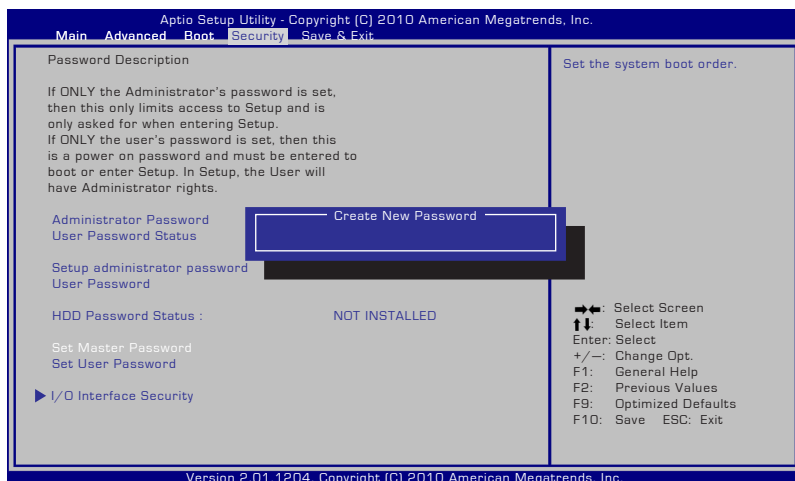 Aptio Setup Utility - Copyright (C) 2010 American Megatrends, Inc.
Main Advanced Boot Security Save & Exit
Password Description
If ONLY the Administrator's password is set,
then this only limits access to Setup and is
only asked for when entering Setup.
If ONLY the user's password is set, then this
is a power on password and must be entered to
boot or enter Setup. In Setup, the User will
have Administrator rights.
Administrator Password
User Password Status
Create New Password
Setup administrator password
User Password
HDD Password Status : NOT INSTALLED
Set Master Password
Set User Password
I/O Interface Security
Set the system boot order.
→←: Select Screen
↑↓: Select Item
Enter: Select
+/—: Change Opt.
F1: General Help
F2: Previous Values
F9: Optimized Defaults
F10: Save ESC: Exit
Version 2.01.1204. Copyright (C) 2010 American Megatrends, Inc.